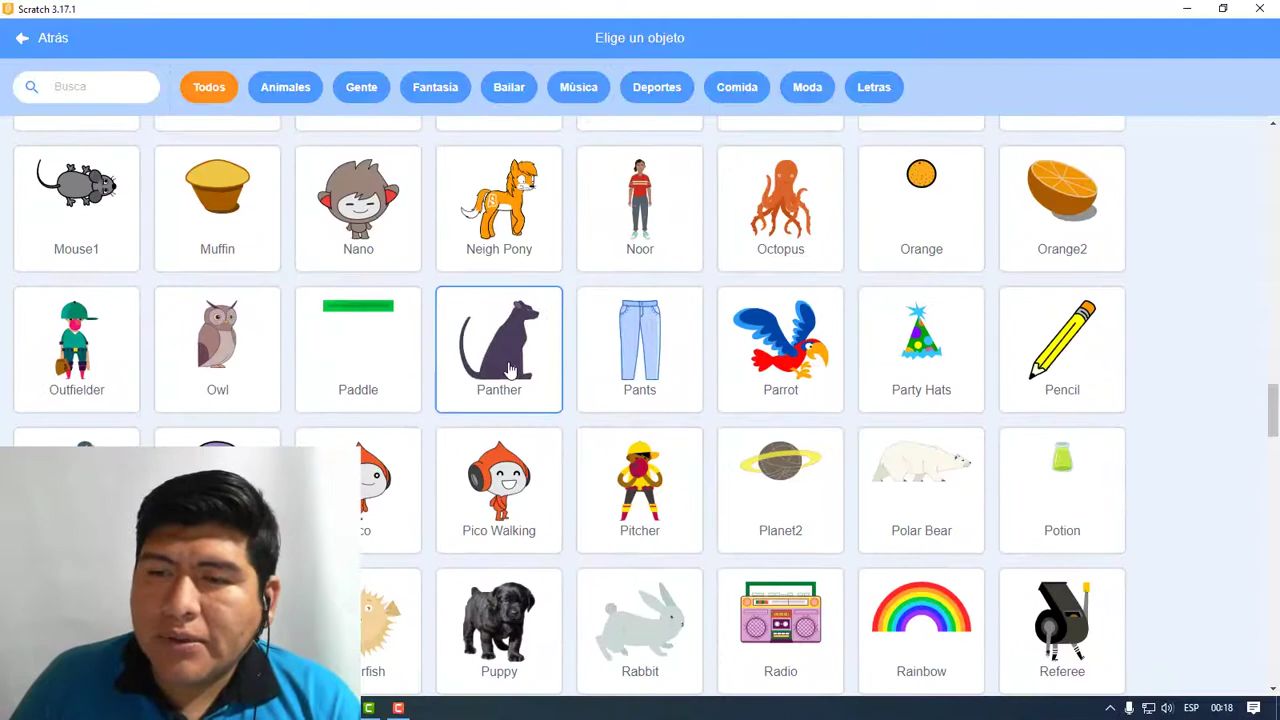 Scratch 3.17.1
Atrás
Elige un objeto
Busca
Todos
Animales
Gente
Fantasía
Bailar
Música
Deportes
Comida
Moda
Letras
Mouse1
Muffin
Nano
Neigh Pony
Noor
Octopus
Orange
Orange2
Outfielder
Owl
Paddle
Panther
Pants
Parrot
Party Hats
Pencil
Pico Walking
Pitcher
Planet2
Polar Bear
Potion
Puppy
Rabbit
Radio
Rainbow
Referee
ESP
00:18